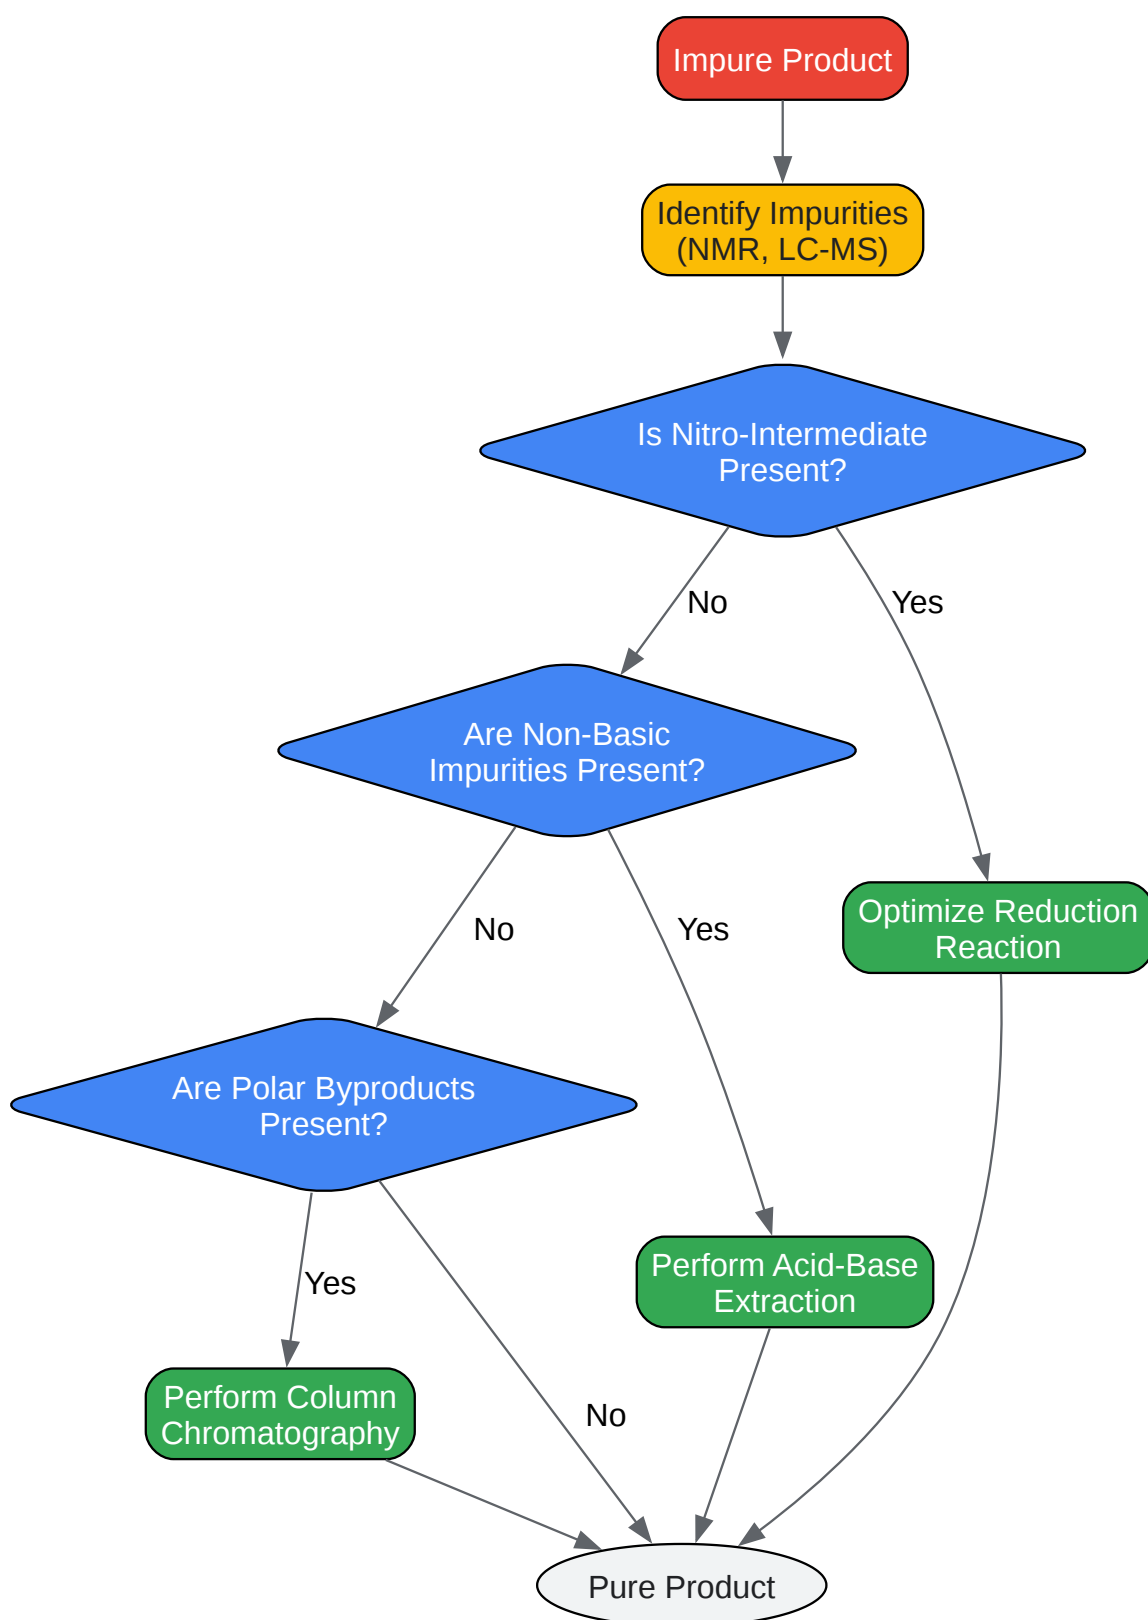 Impure Product
Identify Impurities
(NMR, LC-MS)
Is Nitro-Intermediate
Present?
No
Yes
Are Non-Basic
Impurities Present?
Optimize Reduction
Reaction
No
Yes
Are Polar Byproducts
Present?
Perform Acid-Base
Extraction
Yes
Perform Column
Chromatography
No
Pure Product